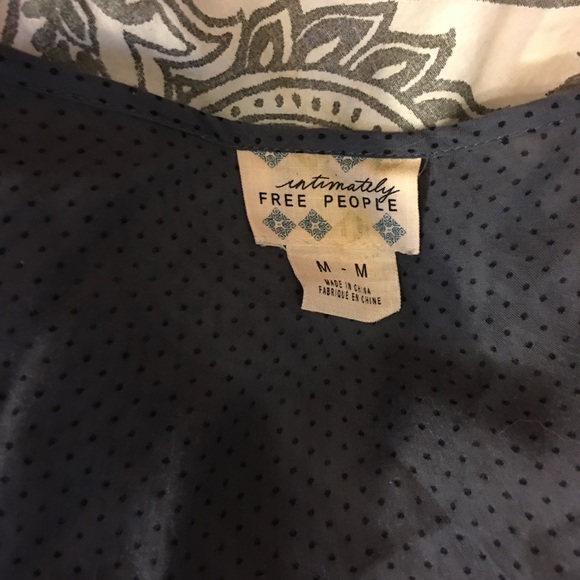 intimately
FREE PEOPLE
M - M
MADE IN CHINA
FABRIQUÉ EN CHINE